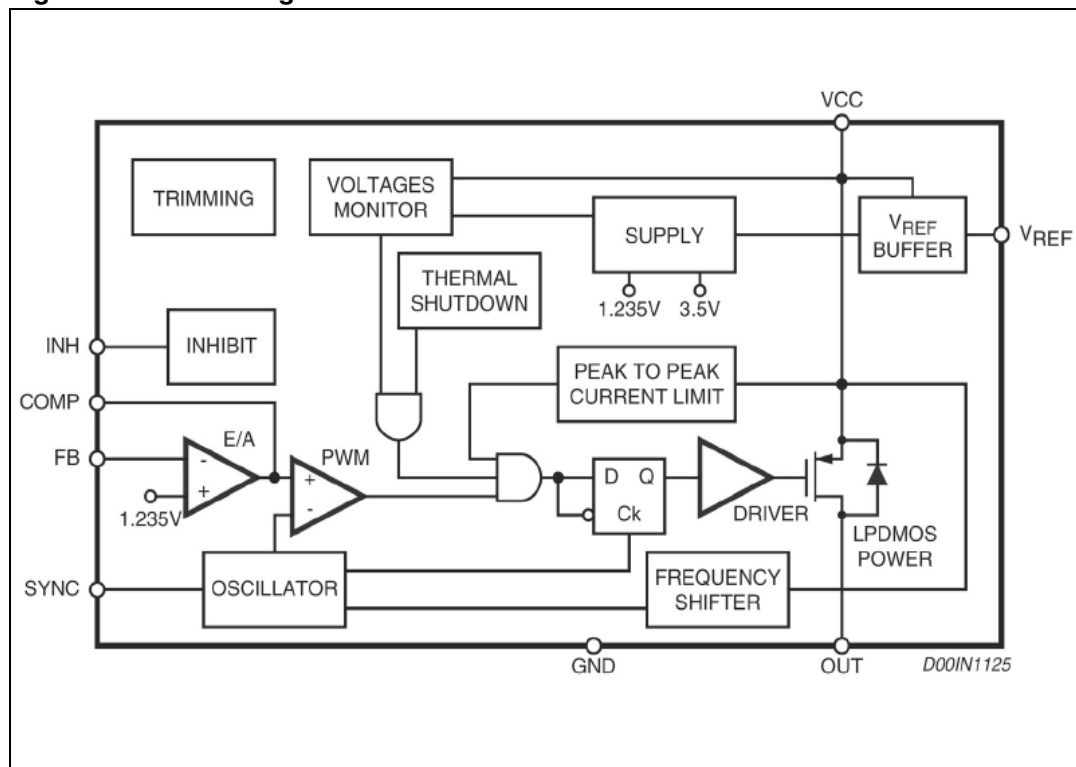 VCC
TRIMMING
VOLTAGES
MONITOR
SUPPLY
VREF
BUFFER
VREF
THERMAL
SHUTDOWN
1.235V
3.5V
INH
INHIBIT
PEAK TO PEAK
CURRENT LIMIT
COMP
E/A
FB
-
+
PWM
+
-
1.235V
D Q
Ck
DRIVER
LPDMOS
POWER
SYNC
OSCILLATOR
FREQUENCY
SHIFTER
GND
OUT
D00IN1125